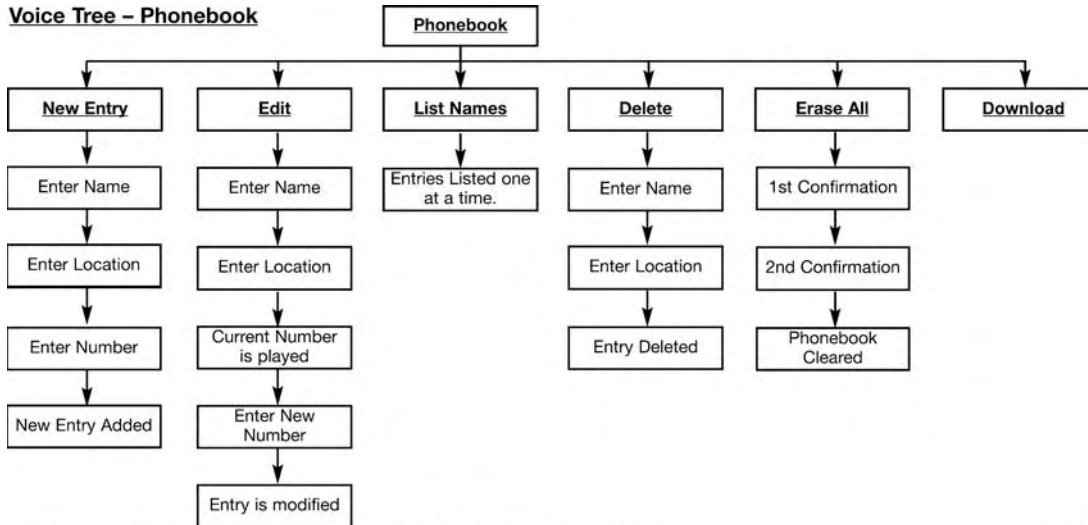 Voice Tree – Phonebook
Phonebook
New Entry
Edit
List Names
Delete
Erase All
Download
Enter Name
Enter Name
Entries Listed one
at a time.
Enter Name
1st Confirmation
Enter Location
Enter Location
Enter Location
2nd Confirmation
Enter Number
Current Number
is played
Entry Deleted
Phonebook
Cleared
New Entry Added
Enter New
Number
Entry is modified